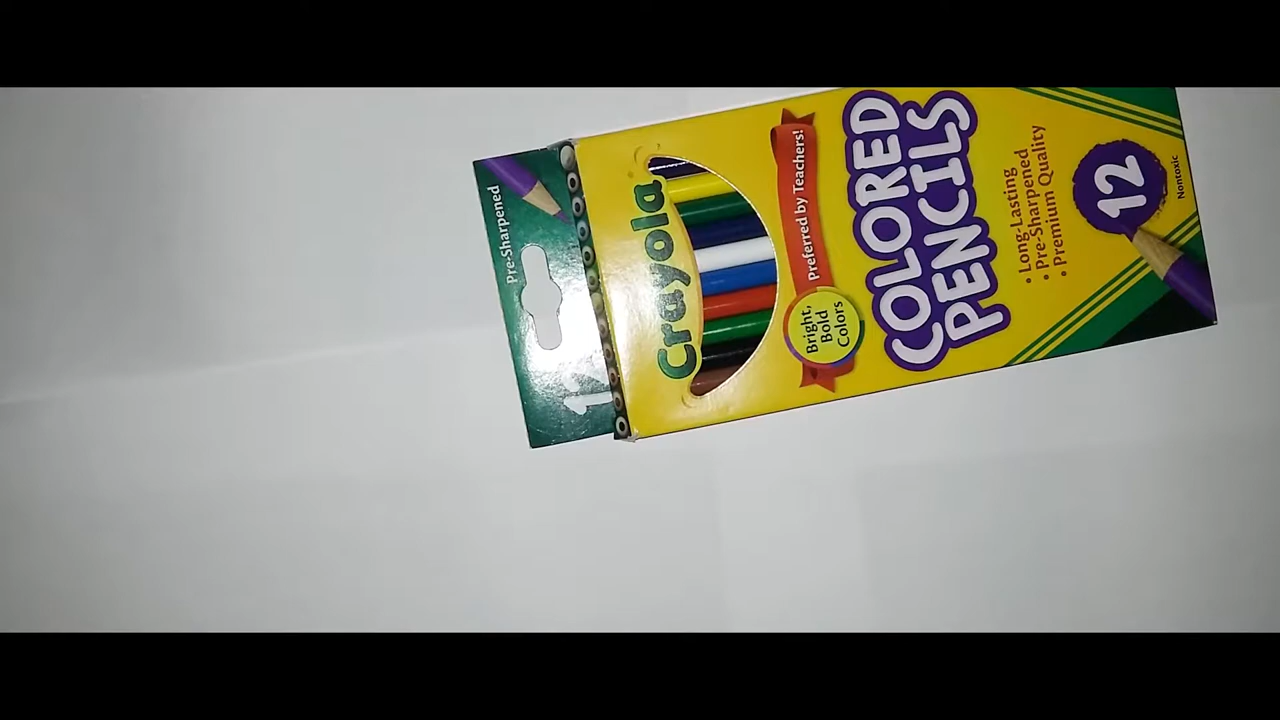 Pre-Sharpened
12
Crayola
Preferred by Teachers!
Bright,
Bold
Colors
COLORED
PENCILS
• Long-Lasting
• Pre-Sharpened
• Premium Quality
12
Nontoxic